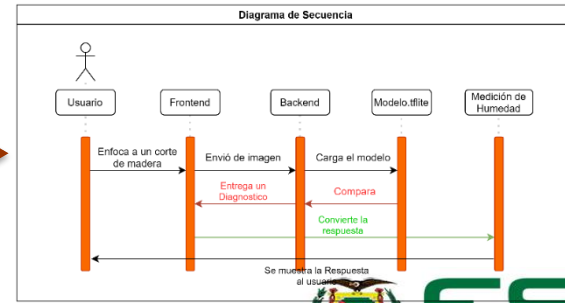 Diagrama de Secuencia
Usuario
Frontend
Backend
Modelo.tflite
Medición de
Humedad
Enfoca a un corte
de madera
Envió de imagen
Carga el modelo
Entrega un
Diagnostico
Compara
Convierte la
respuesta
Se muestra la Respuesta
al usuario